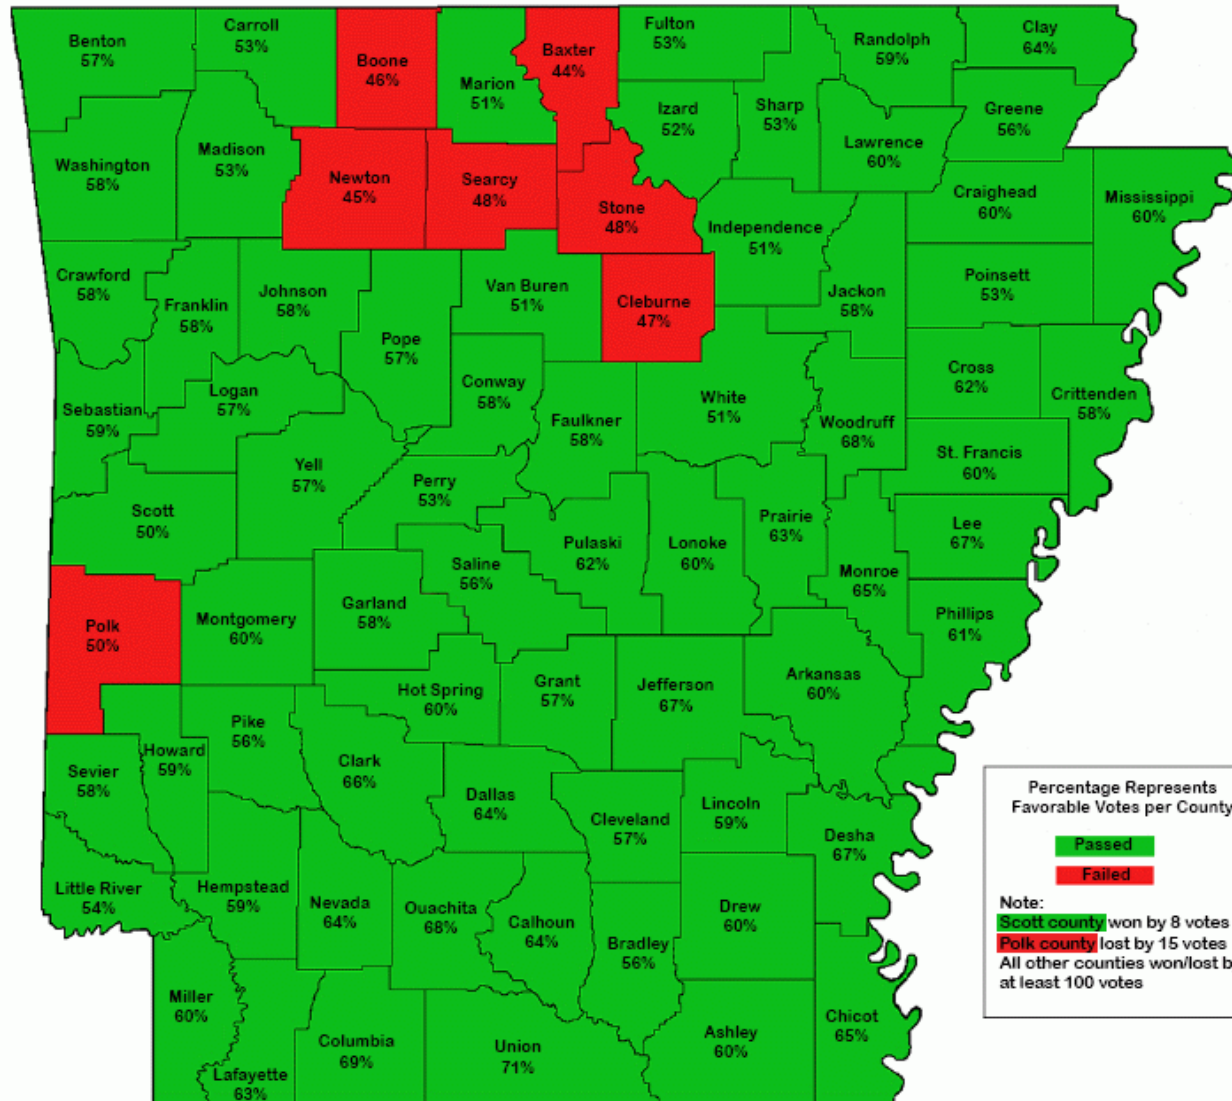 Benton
57%
Carroll
53%
Boone
46%
Marion
51%
Baxter
44%
Fulton
53%
Randolph
59%
Clay
64%
Izard
52%
Sharp
53%
Lawrence
60%
Greene
56%
Washington
58%
Madison
53%
Newton
45%
Searcy
48%
Stone
48%
Independence
51%
Craighead
60%
Mississippi
60%
Crawford
58%
Franklin
58%
Johnson
58%
Pope
57%
Van Buren
51%
Cleburne
47%
Jackon
58%
Poinsett
53%
Sebastian
59%
Logan
57%
Conway
58%
Faulkner
58%
White
51%
Woodruff
68%
Cross
62%
Crittenden
58%
Scott
50%
Yell
57%
Perry
53%
Pulaski
62%
Lonoke
60%
Prairie
63%
St. Francis
60%
Lee
67%
Polk
50%
Montgomery
60%
Garland
58%
Saline
56%
Monroe
65%
Phillips
61%
Hot Spring
60%
Grant
57%
Jefferson
67%
Arkansas
60%
Sevier
58%
Howard
59%
Pike
56%
Clark
66%
Dallas
64%
Cleveland
57%
Lincoln
59%
Desha
67%
Little River
54%
Hempstead
59%
Nevada
64%
Ouachita
68%
Calhoun
64%
Bradley
56%
Drew
60%
Miller
60%
Lafayette
63%
Columbia
69%
Union
71%
Ashley
60%
Chicot
65%
Percentage Represents
Favorable Votes per County
Passed
Failed
Note:
Scott county won by 8 votes
Polk county lost by 15 votes
All other counties won/lost b
at least 100 votes